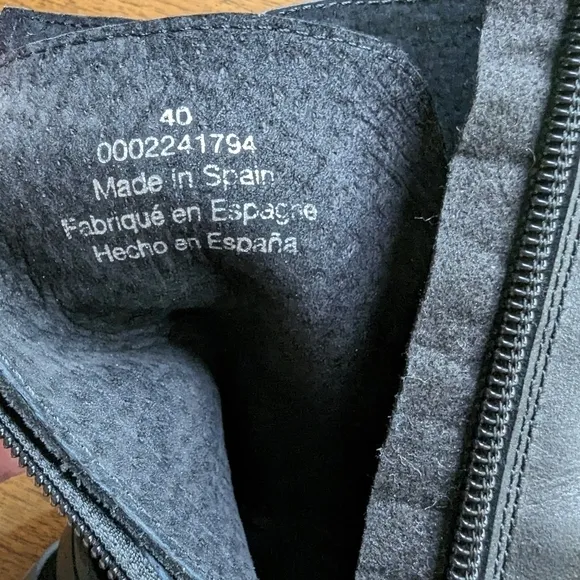 40
0002241794
Made in Spain
Fabriqué en Espagne
Hecho en España